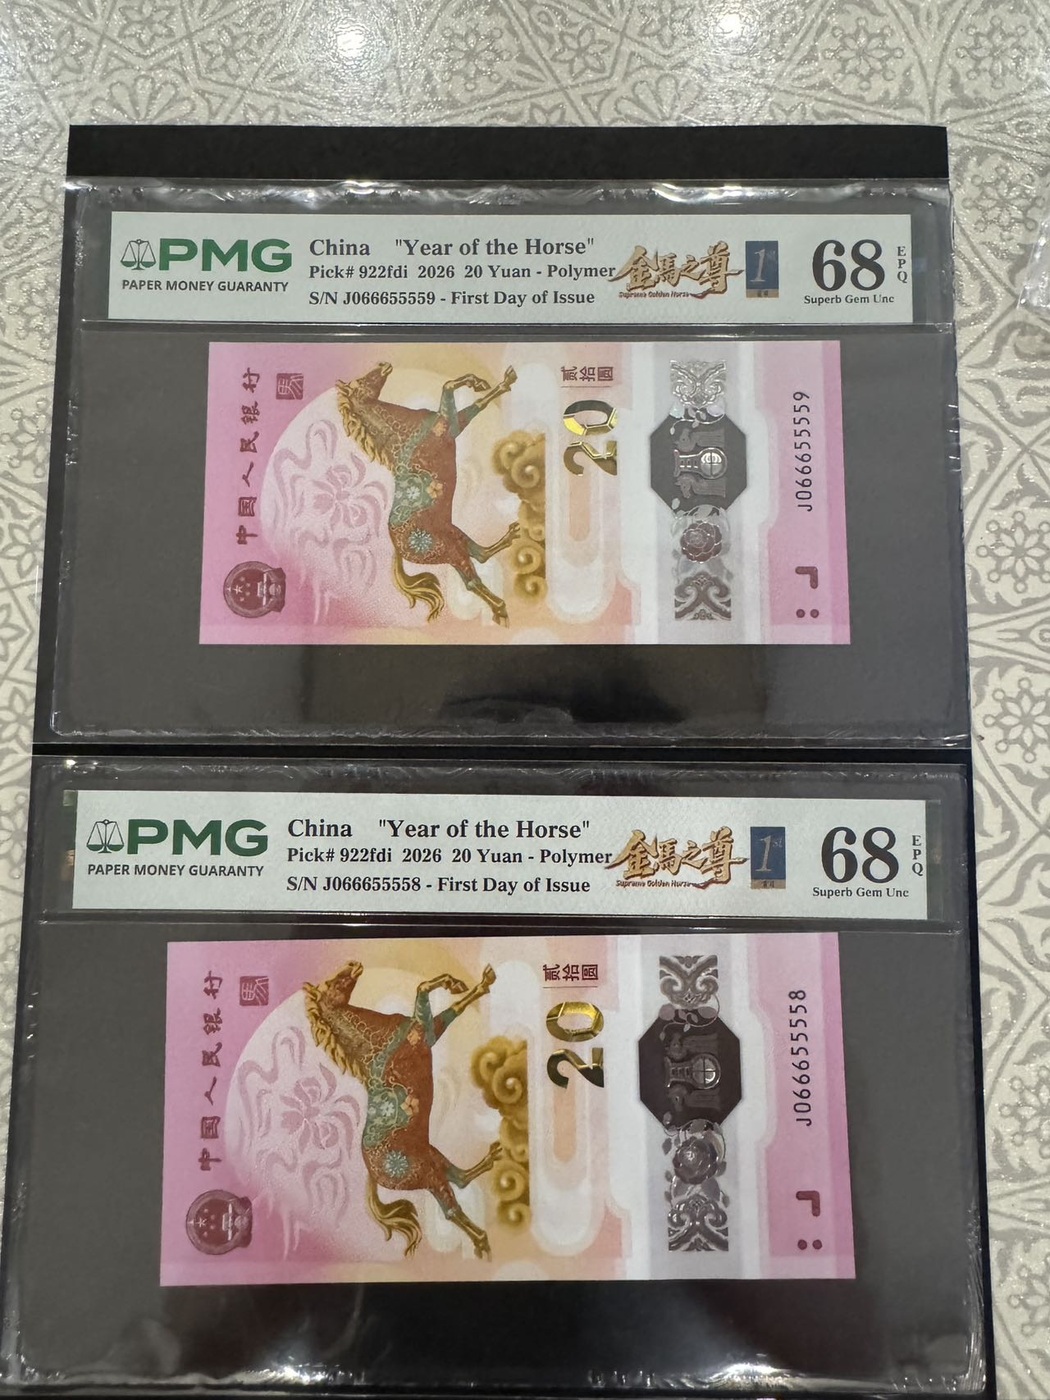 PMG
PAPER MONEY GUARANTY
China "Year of the Horse"
Pick# 922fdi 2026 20 Yuan - Polymer
S/N J066655559 - First Day of Issue
金馬之尊
Supreme Golden Horse
1st
68
EPQ
Superb Gem Unc
中国人民银行
贰拾圆
20
J066655559
PMG
PAPER MONEY GUARANTY
China "Year of the Horse"
Pick# 922fdi 2026 20 Yuan - Polymer
S/N J066655558 - First Day of Issue
金馬之尊
Supreme Golden Horse
1st
68
EPQ
Superb Gem Unc
中国人民银行
贰拾圆
20
J066655558